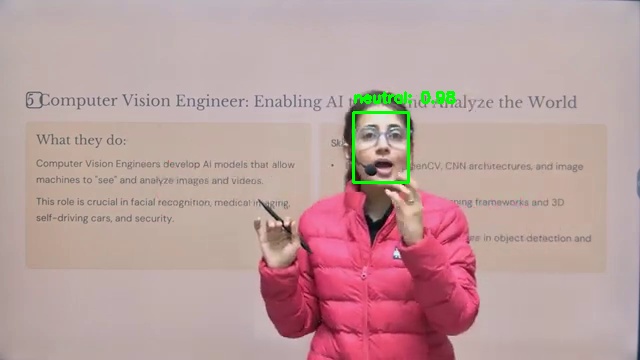 5 Computer Vision Engineer: Enabling AI Analyze the World
neutral:
What they do:
Computer Vision Engineers develop AI models that allow
machines to "see" and analyze images and videos.
This role is crucial in facial recognition, medical imaging,
self-driving cars, and security.
CNN architectures, and image
frameworks and 3D
in object detection and